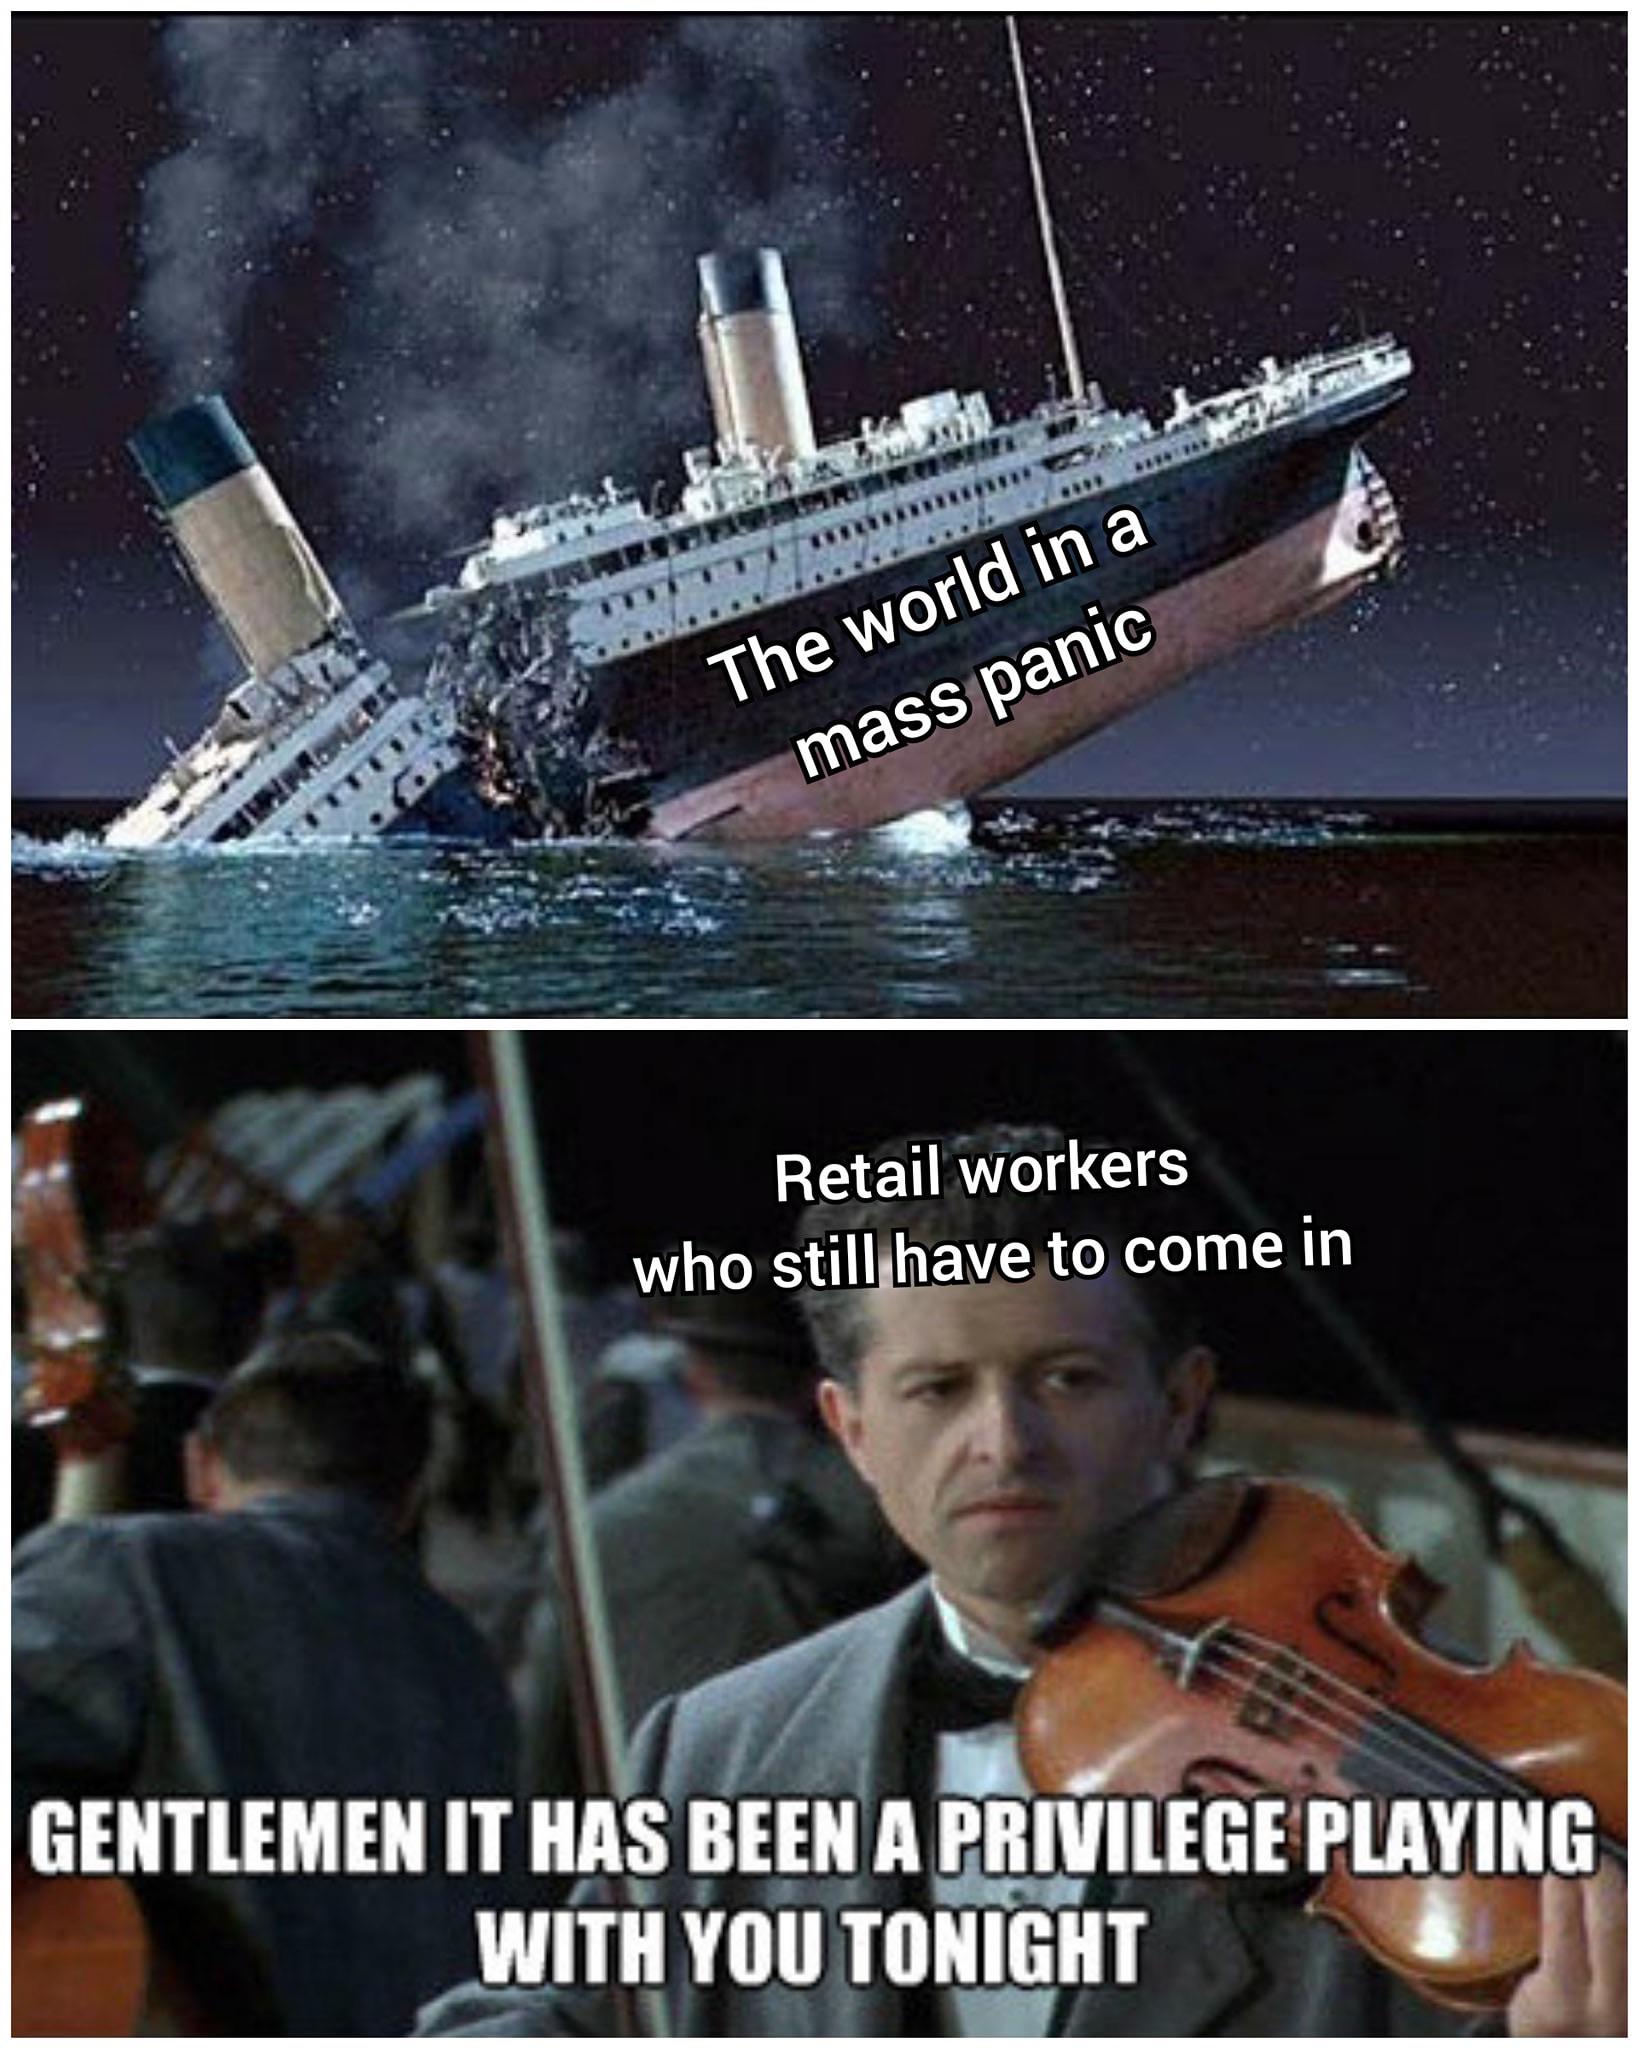 The world in a
mass panic
Retail workers
who still have to come in
GENTLEMEN IT HAS BEEN A PRIVILEGE PLAYING
WITH YOU TONIGHT